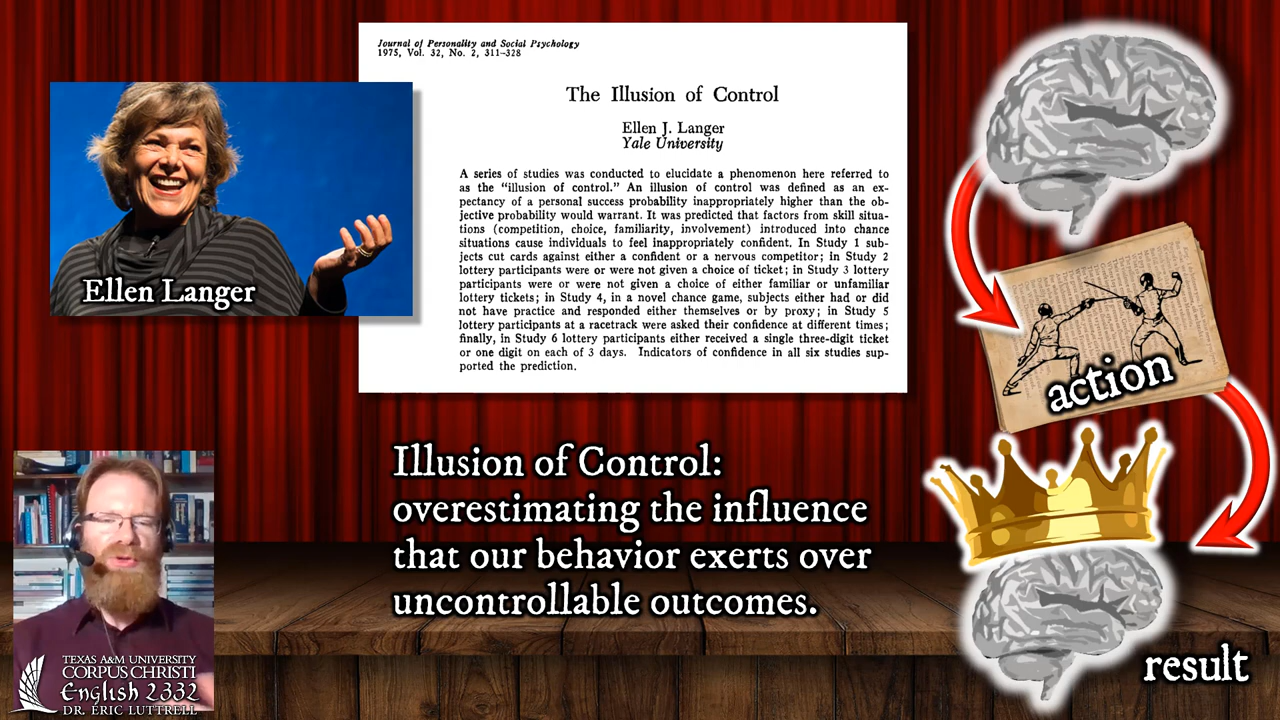 Journal of Personality and Social Psychology
1975, Vol. 32, No. 2, 311–328
The Illusion of Control
Ellen J. Langer
Yale University
A series of studies was conducted to elucidate a phenomenon here referred to
as the “illusion of control.” An illusion of control was defined as an ex-
pectancy of a personal success probability inappropriately higher than the ob-
jective probability would warrant. It was predicted that factors from skill situa-
tions (competition, choice, familiarity, involvement) introduced into chance
situations cause individuals to feel inappropriately confident. In Study 1 sub-
jects cut cards against either a confident or a nervous competitor; in Study 2
lottery participants were or were not given a choice of ticket; in Study 3 lottery
participants were or were not given a choice of either familiar or unfamiliar
lottery tickets; in Study 4, in a novel chance game, subjects either had or did
not have practice and responded either themselves or by proxy; in Study 5
lottery participants at a racetrack were asked their confidence at different times;
finally, in Study 6 lottery participants either received a single three-digit ticket
or one digit on each of 3 days. Indicators of confidence in all six studies sup-
ported the prediction.
Ellen Langer
action
Illusion of Control:
overestimating the influence
that our behavior exerts over
uncontrollable outcomes.
result
TEXAS A&M UNIVERSITY
CORPUS CHRISTI
English 2332
DR. ERIC LUTTRELL